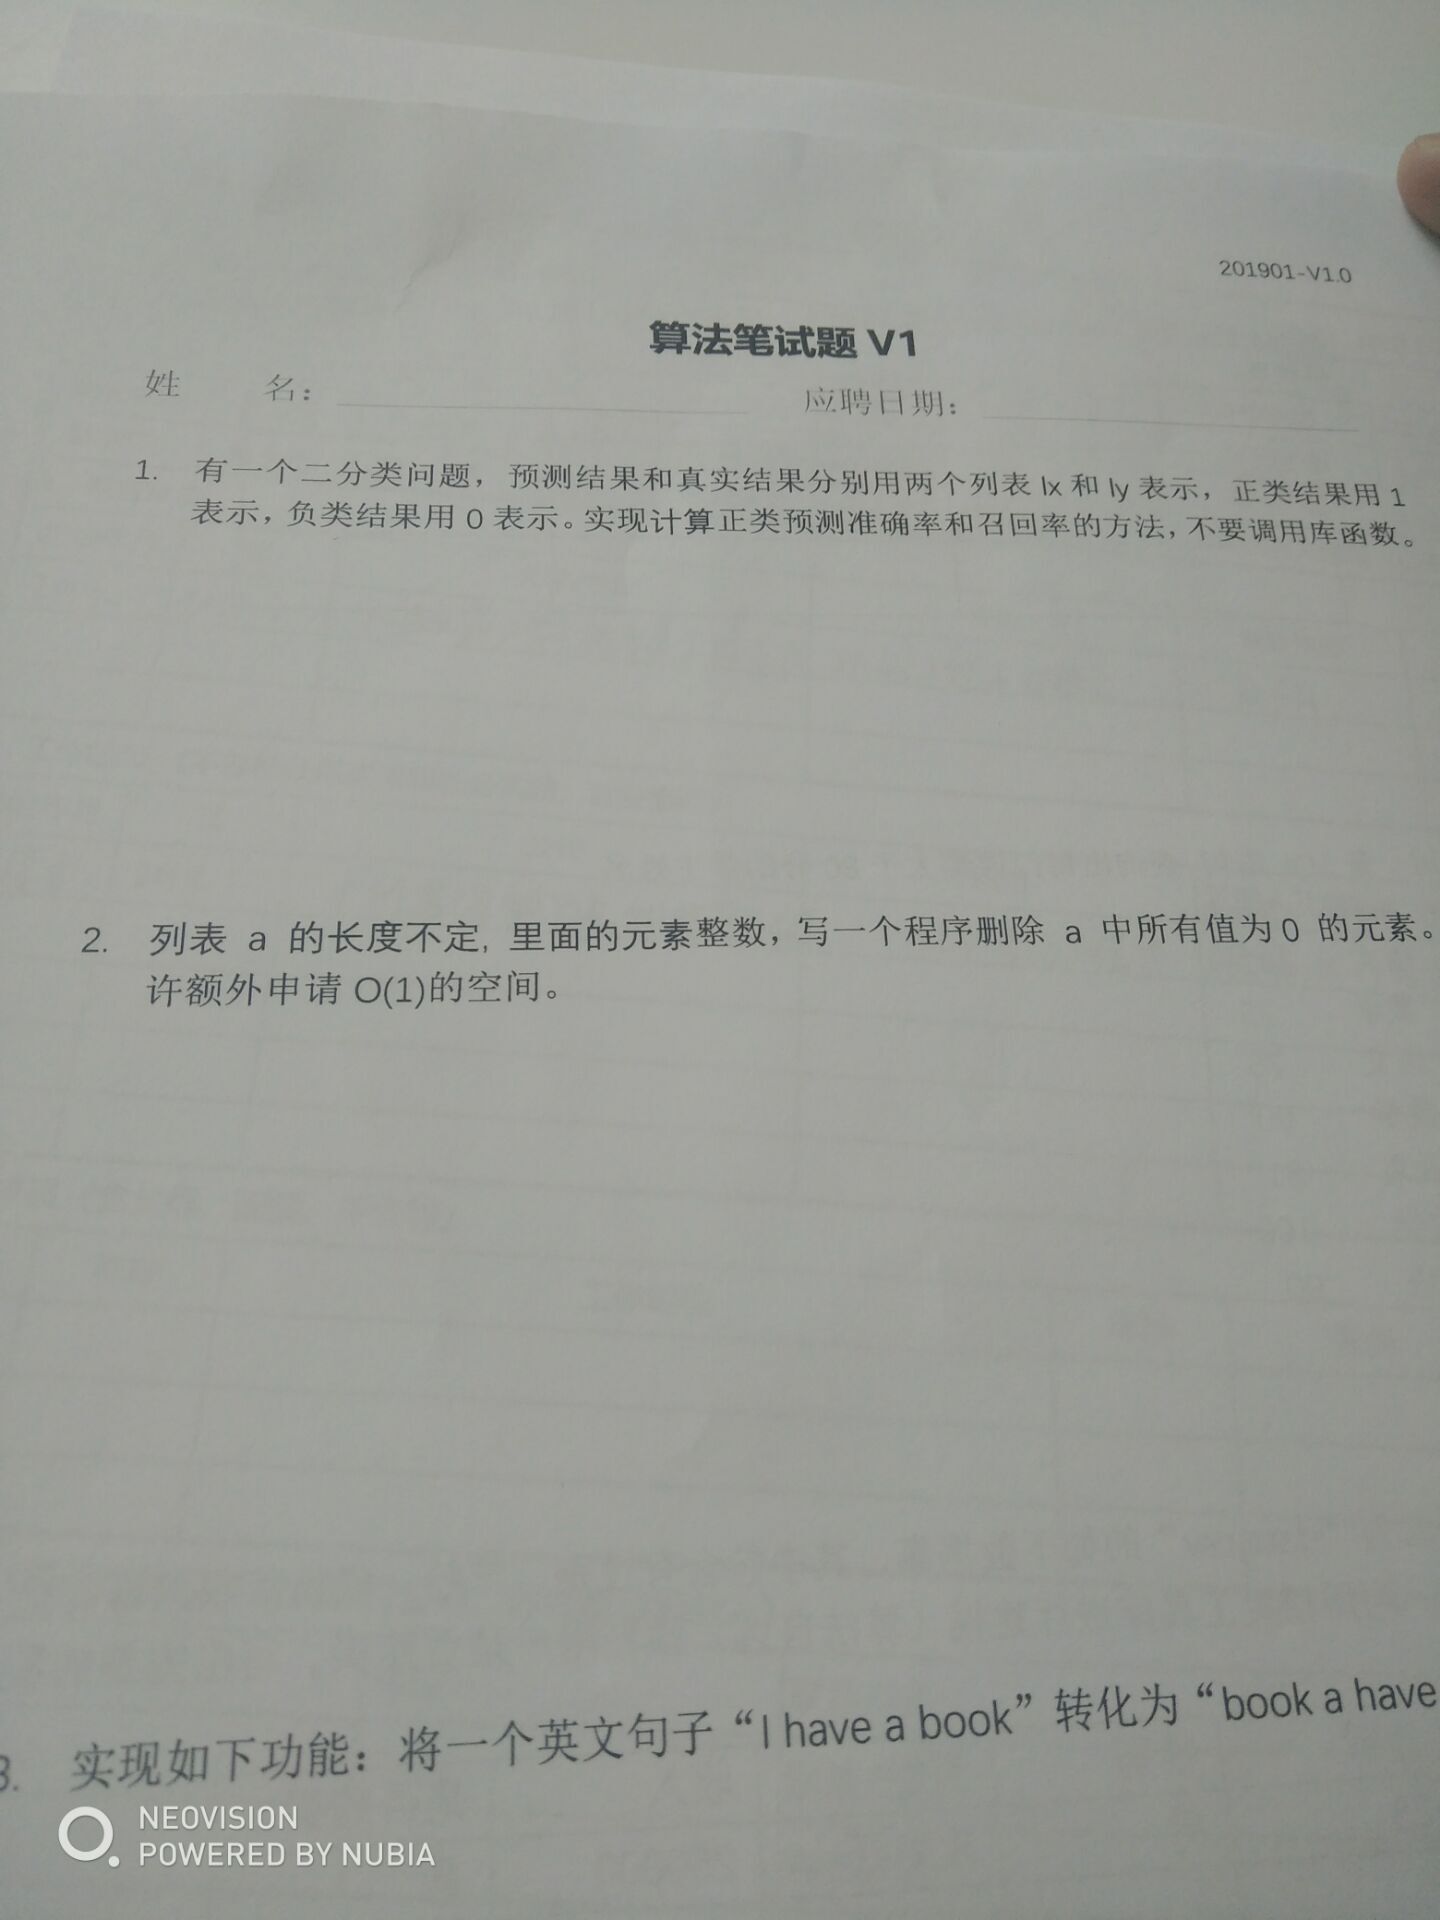 201901-V1.0
算法笔试题 V1
姓 名： 应聘日期：
1. 有一个二分类问题，预测结果和真实结果分别用两个列表 lx 和 ly 表示，正类结果用 1
表示，负类结果用 0 表示。实现计算正类预测准确率和召回率的方法，不要调用库函数。
2. 列表 a 的长度不定，里面的元素整数，写一个程序删除 a 中所有值为 0 的元素。
许额外申请 O(1)的空间。
3. 实现如下功能：将一个英文句子“I have a book”转化为“book a have
NEOVISION
POWERED BY NUBIA